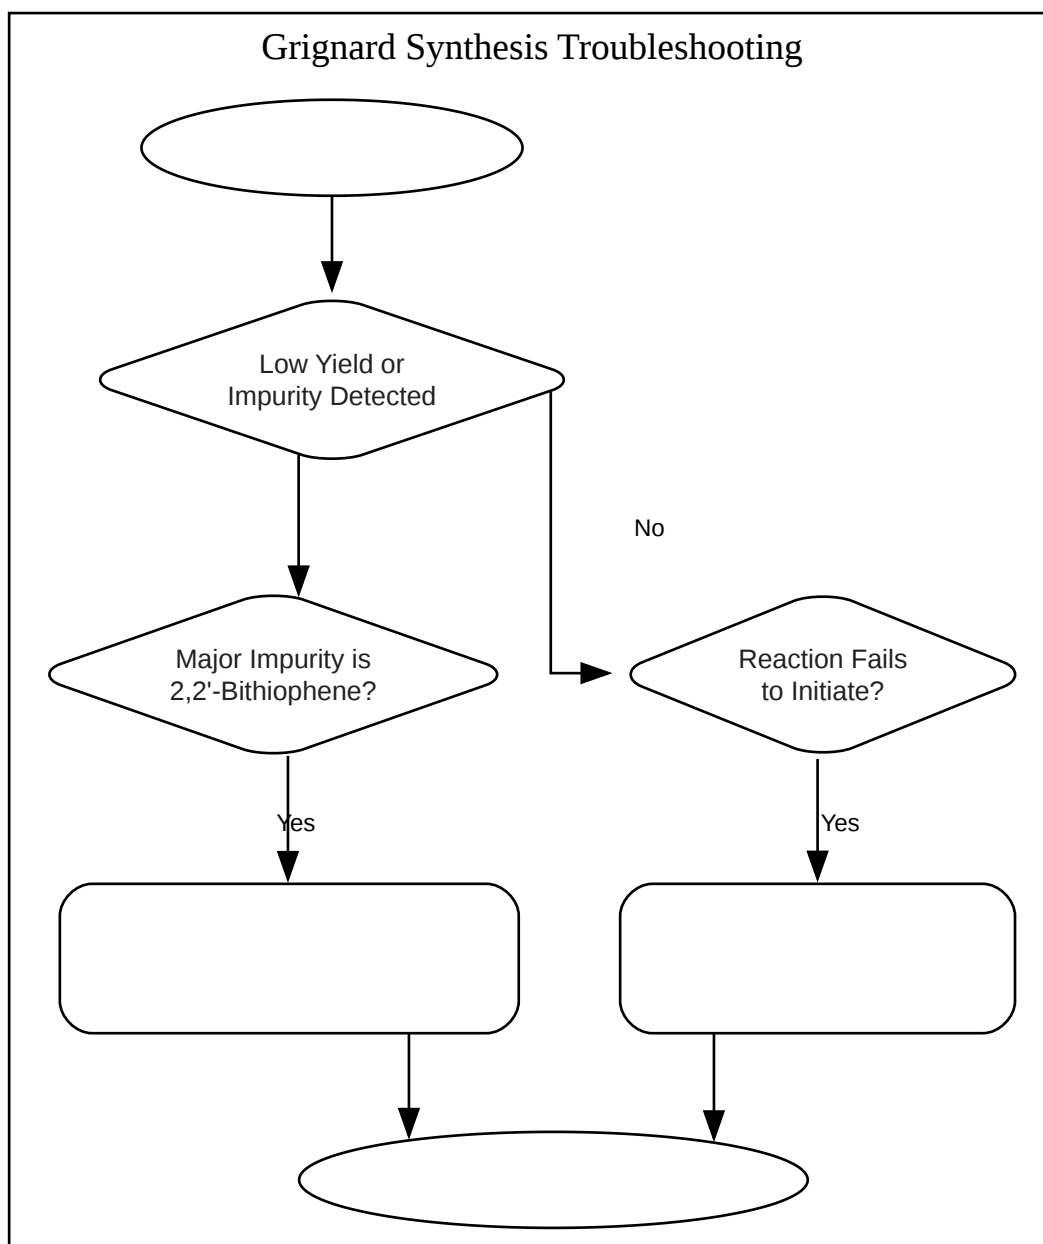 Grignard Synthesis Troubleshooting
Low Yield or
Impurity Detected
No
Major Impurity is
2,2'-Bithiophene?
Reaction Fails
to Initiate?
Yes
Yes